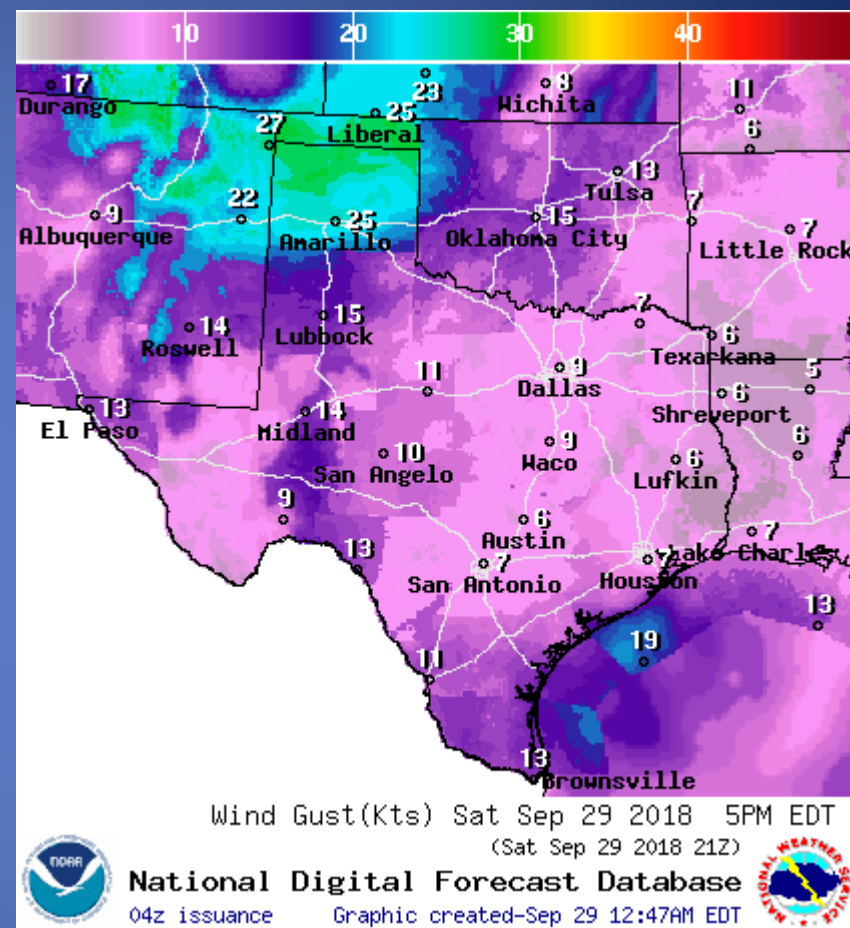 10 20 30 40
17 23 8 11
Durango Wichita
27 25 6
Liberal
13
Tulsa
9 22 25 15 7 7
Albuquerque Amarillo Oklahoma City Little Rock
14 15 7 6
Roswell Lubbock Texarkana
11 9 5
Dallas
13 14 6
El Paso Midland Shreveport
10 9 6 6
San Angelo Waco Lufkin
9 6 7
Austin Lake Charles
13 7 7
San Antonio Houston
13
11 19
13
Brownsville
Wind Gust(Kts) Sat Sep 29 2018 5PM EDT
(Sat Sep 29 2018 21Z)
NOAA
National Digital Forecast Database
04z issuance Graphic created-Sep 29 12:47AM EDT
NATIONAL WEATHER SERVICE